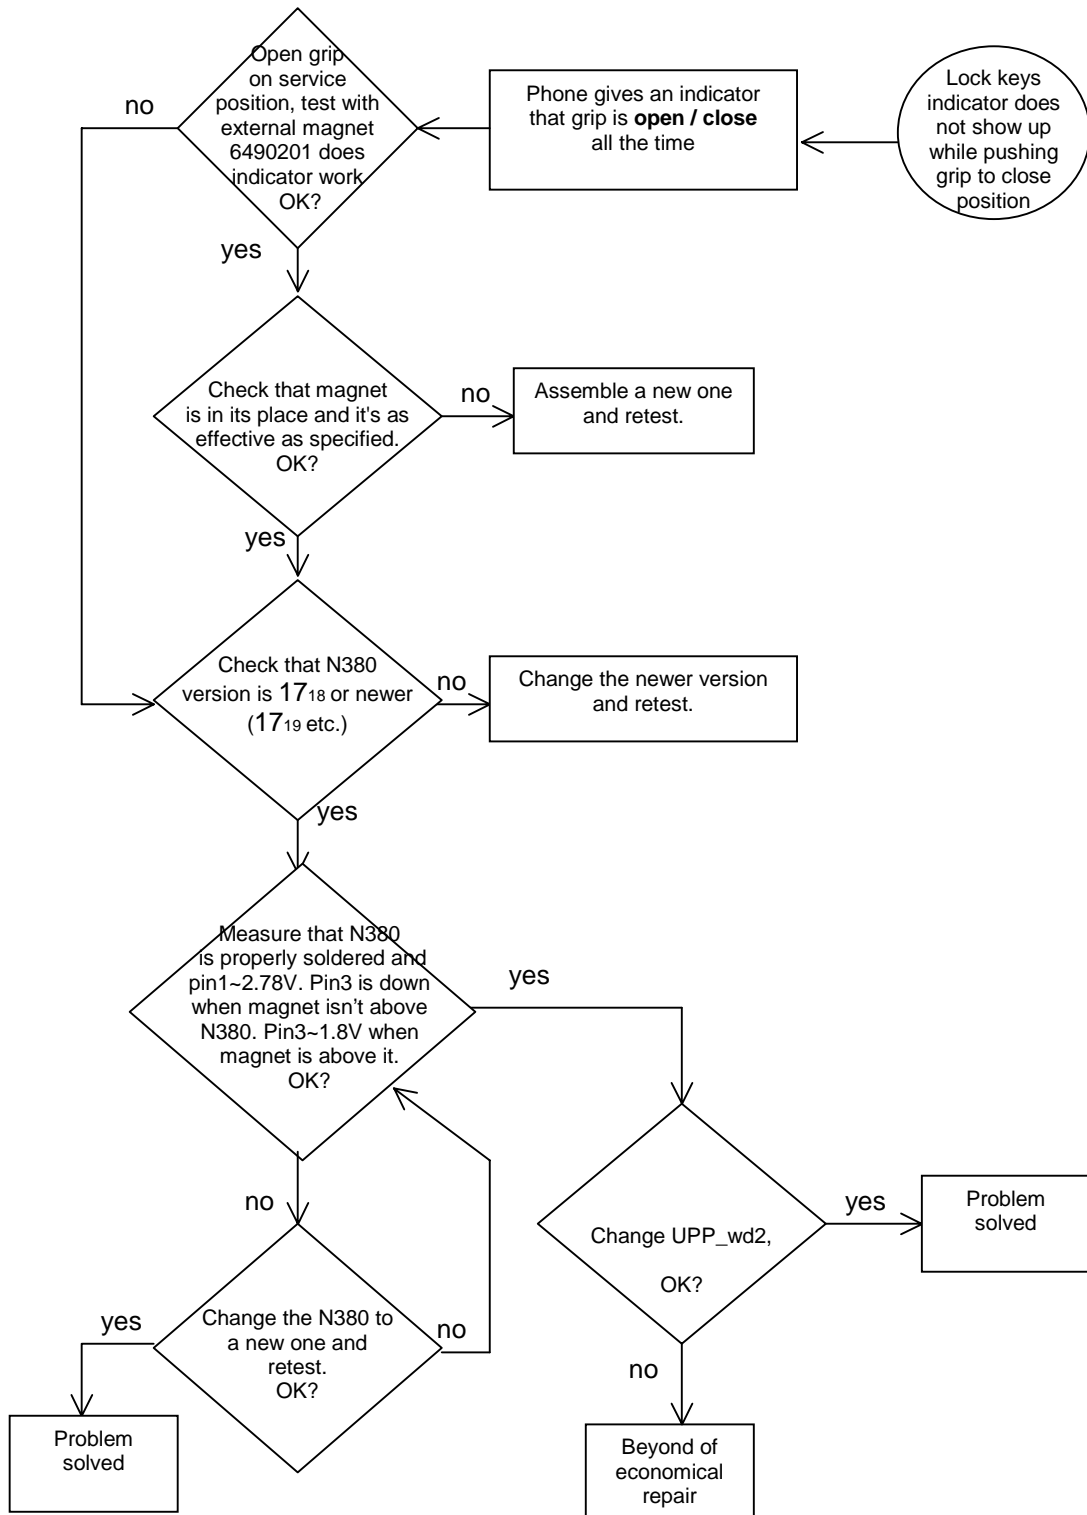 Lock keys
indicator does
not show up
while pushing
grip to close
position
Phone gives an indicator
that grip is open / close
all the time
Open grip
on service
position, test with
external magnet
6490201 does
indicator work
OK?
no
yes
Check that magnet
is in its place and it's as
effective as specified.
OK?
no
Assemble a new one
and retest.
yes
Check that N380
version is 1718 or newer
(1719 etc.)
no
Change the newer version
and retest.
yes
Measure that N380
is properly soldered and
pin1~2.78V. Pin3 is down
when magnet isn’t above
N380. Pin3~1.8V when
magnet is above it.
OK?
yes
no
Change UPP_wd2,
OK?
yes
Problem
solved
Change the N380 to
a new one and
retest.
OK?
yes
no
Problem
solved
no
Beyond of
economical
repair